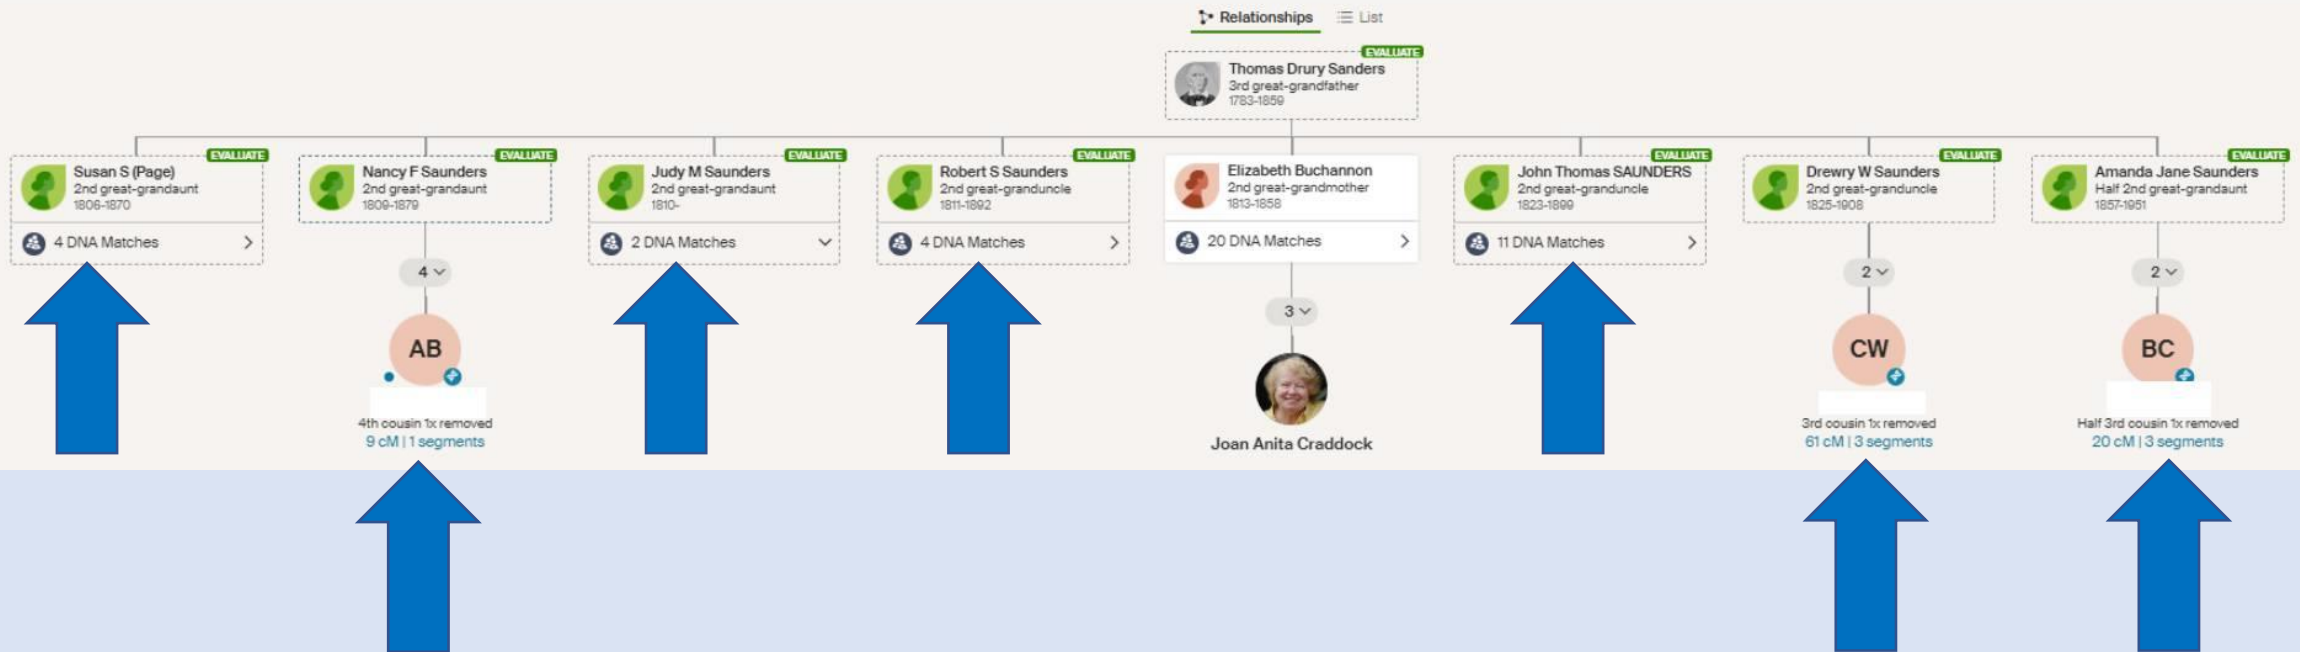 Relationships List
EVALUATE
Thomas Drury Sanders
3rd great-grandfather
1783-1859
EVALUATE
Susan S (Page)
2nd great-grandaunt
1806-1870
4 DNA Matches
EVALUATE
Nancy F Saunders
2nd great-grandaunt
1809-1879
4
AB
4th cousin 1x removed
9 cM | 1 segments
EVALUATE
Judy M Saunders
2nd great-grandaunt
1810-
2 DNA Matches
EVALUATE
Robert S Saunders
2nd great-granduncle
1811-1892
4 DNA Matches
Elizabeth Buchannon
2nd great-grandmother
1813-1858
20 DNA Matches
3
Joan Anita Craddock
EVALUATE
John Thomas SAUNDERS
2nd great-granduncle
1823-1899
11 DNA Matches
EVALUATE
Drewry W Saunders
2nd great-granduncle
1825-1908
2
CW
3rd cousin 1x removed
61 cM | 3 segments
EVALUATE
Amanda Jane Saunders
Half 2nd great-grandaunt
1857-1951
2
BC
Half 3rd cousin 1x removed
20 cM | 3 segments